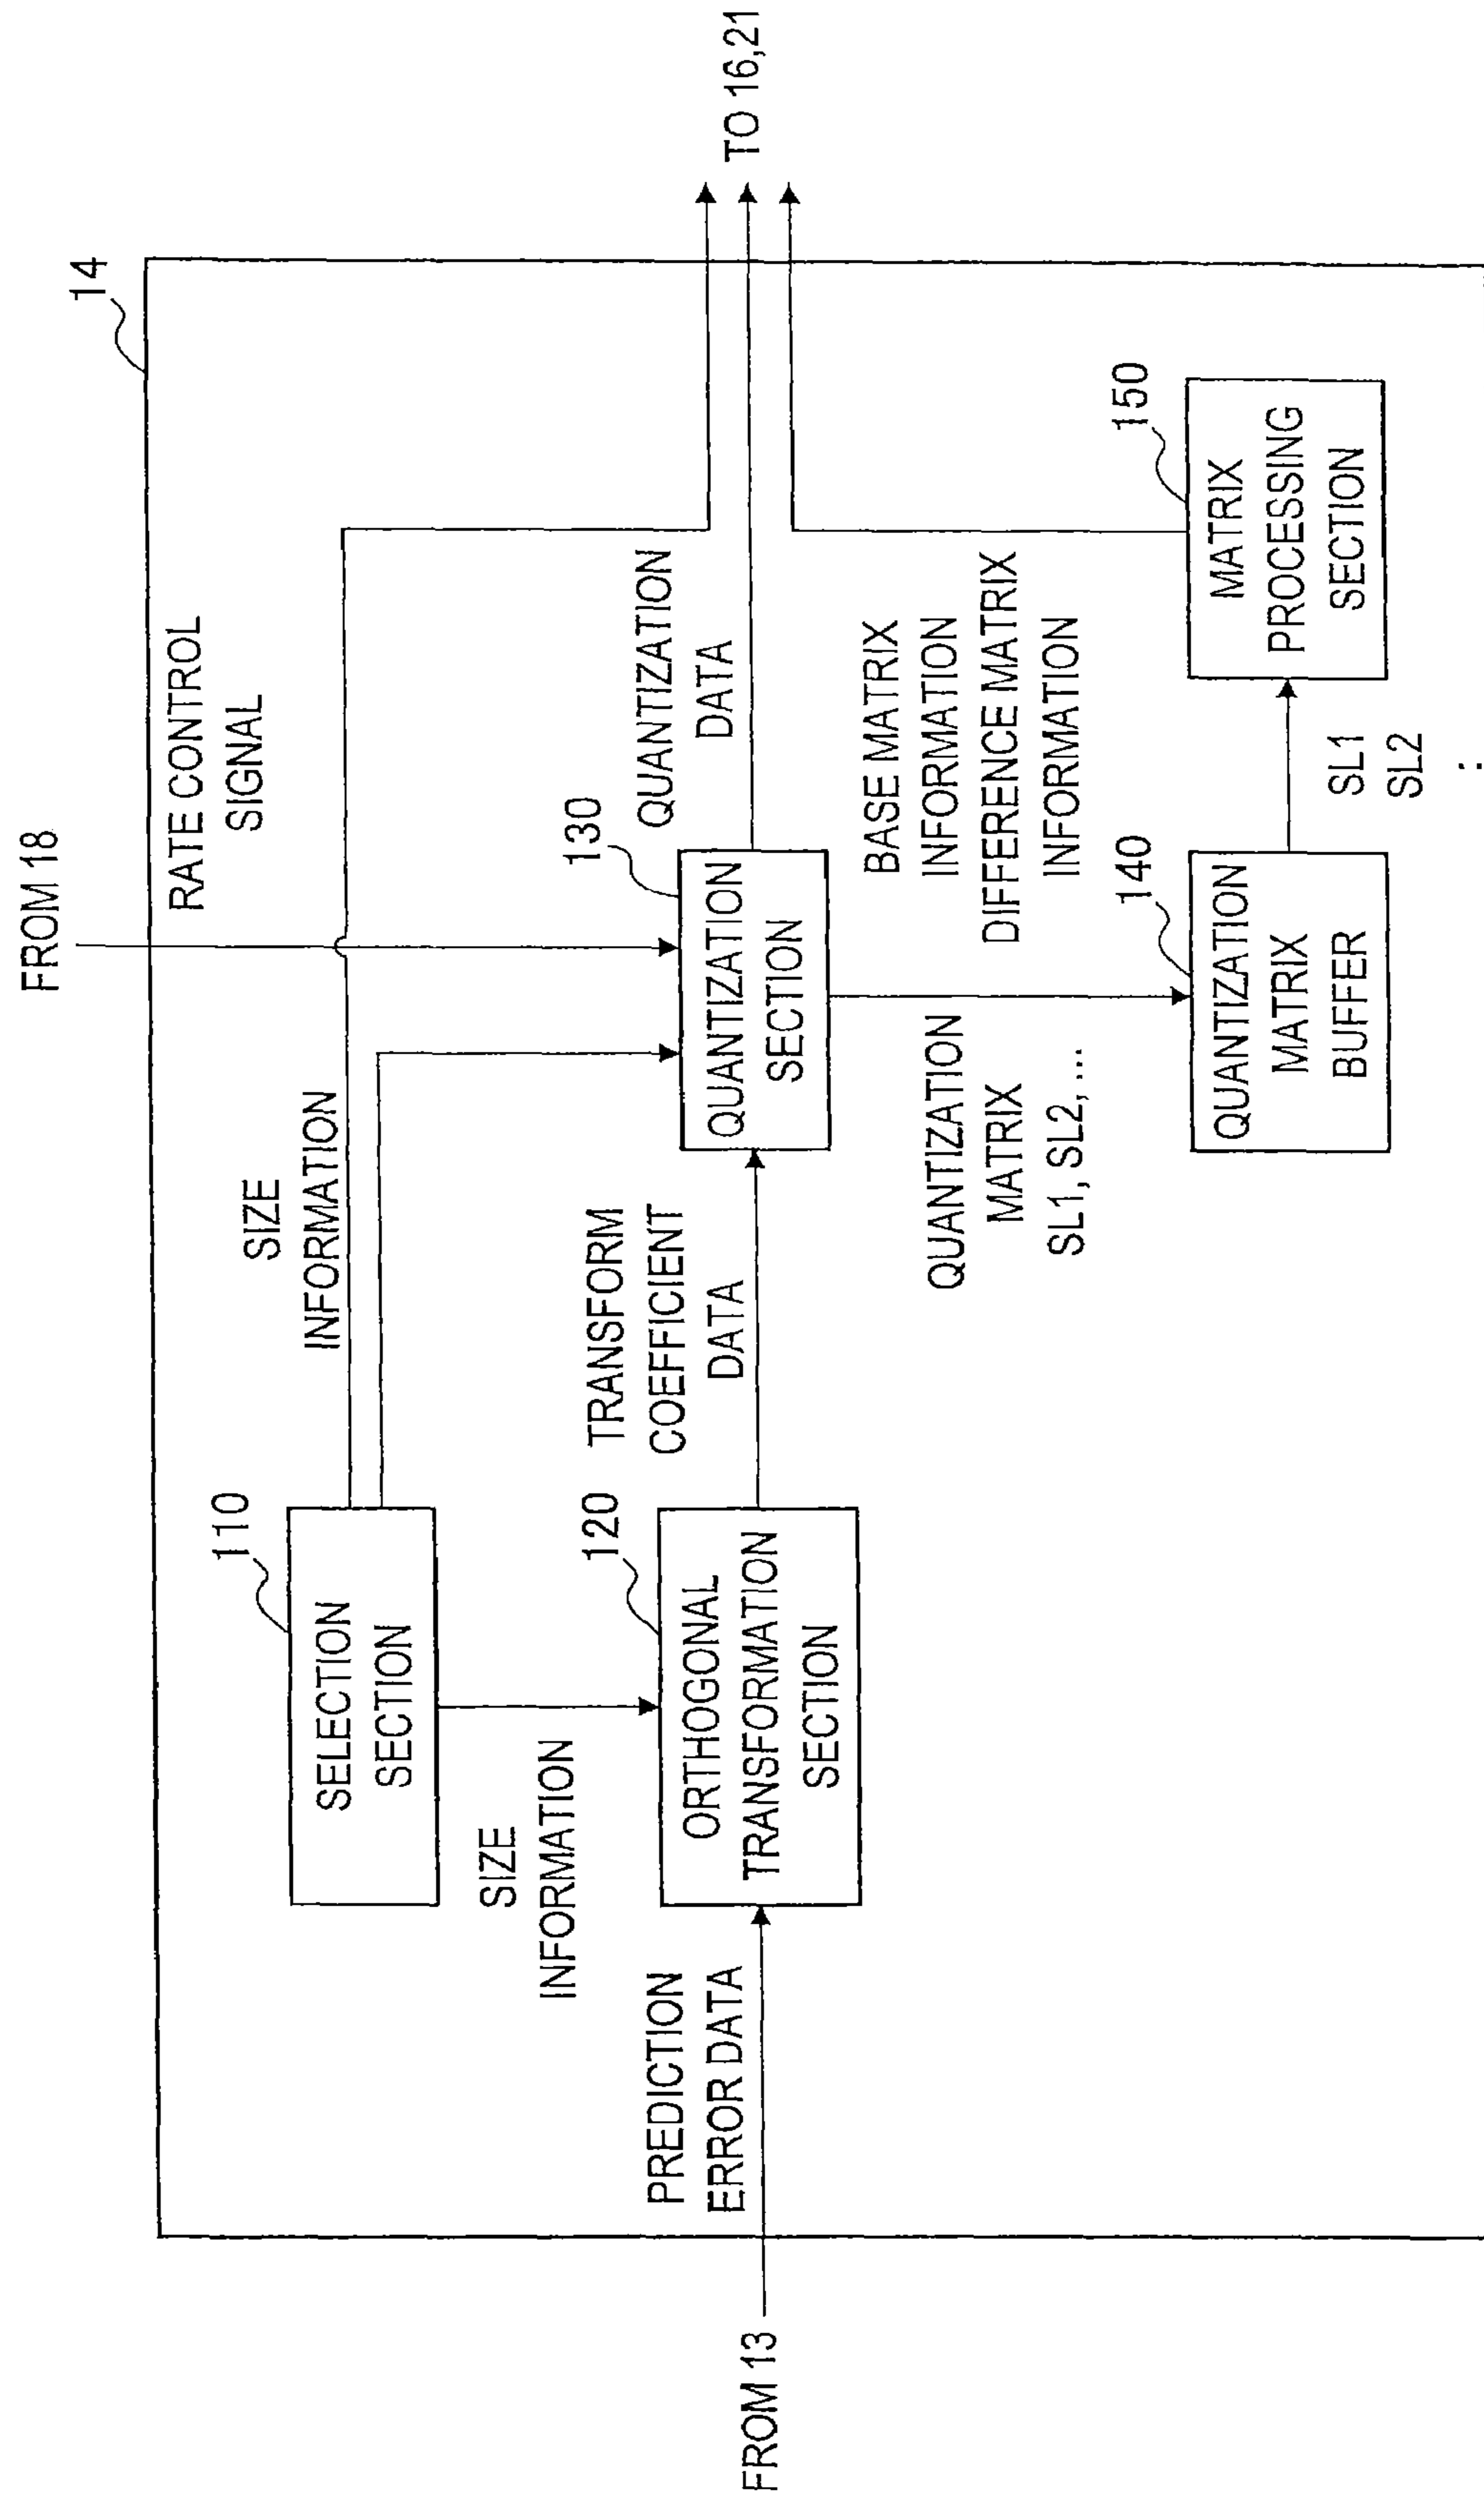 FROM 18
14
RATE CONTROL
SIGNAL
SIZE
INFORMATION
110
SELECTION
SECTION
SIZE
INFORMATION
120
ORTHOGONAL
TRANSFORMATION
SECTION
FROM 13
PREDICTION
ERROR DATA
TRANSFORM
COEFFICIENT
DATA
130
QUANTIZATION
SECTION
QUANTIZATION
DATA
TO 16,21
QUANTIZATION
MATRIX
SL1, SL2, ...
BASE MATRIX
INFORMATION
DIFFERENCE MATRIX
INFORMATION
140
QUANTIZATION
MATRIX
BUFFER
SL1
SL2
⋮
150
MATRIX
PROCESSING
SECTION